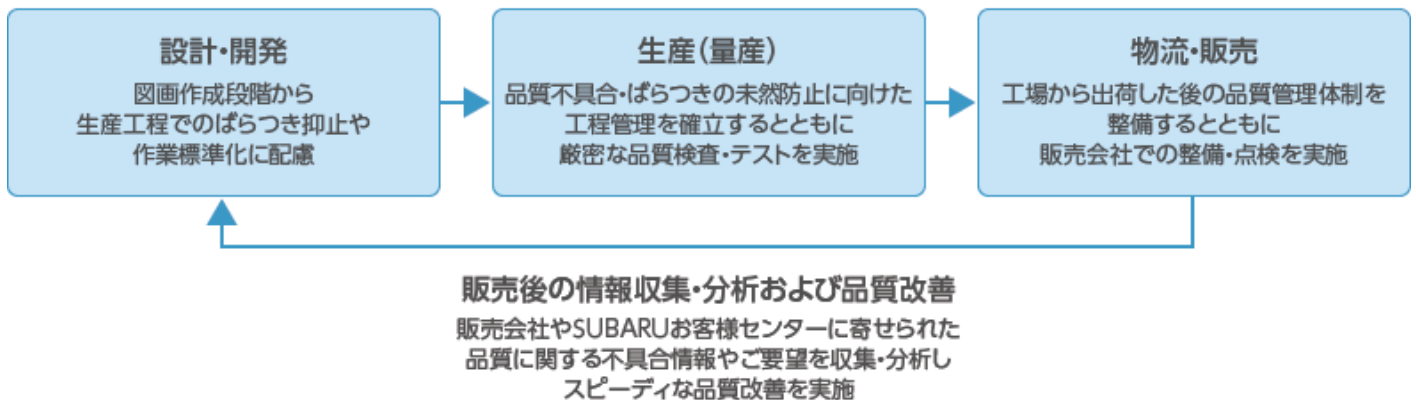 設計・開発
図画作成段階から
生産工程でのばらつき抑止や
作業標準化に配慮
生産(量産)
品質不具合・ばらつきの未然防止に向けた
工程管理を確立するとともに
厳密な品質検査・テストを実施
物流・販売
工場から出荷した後の品質管理体制を
整備するとともに
販売会社での整備・点検を実施
販売後の情報収集・分析および品質改善
販売会社やSUBARUお客様センターに寄せられた
品質に関する不具合情報やご要望を収集・分析し
スピーディな品質改善を実施